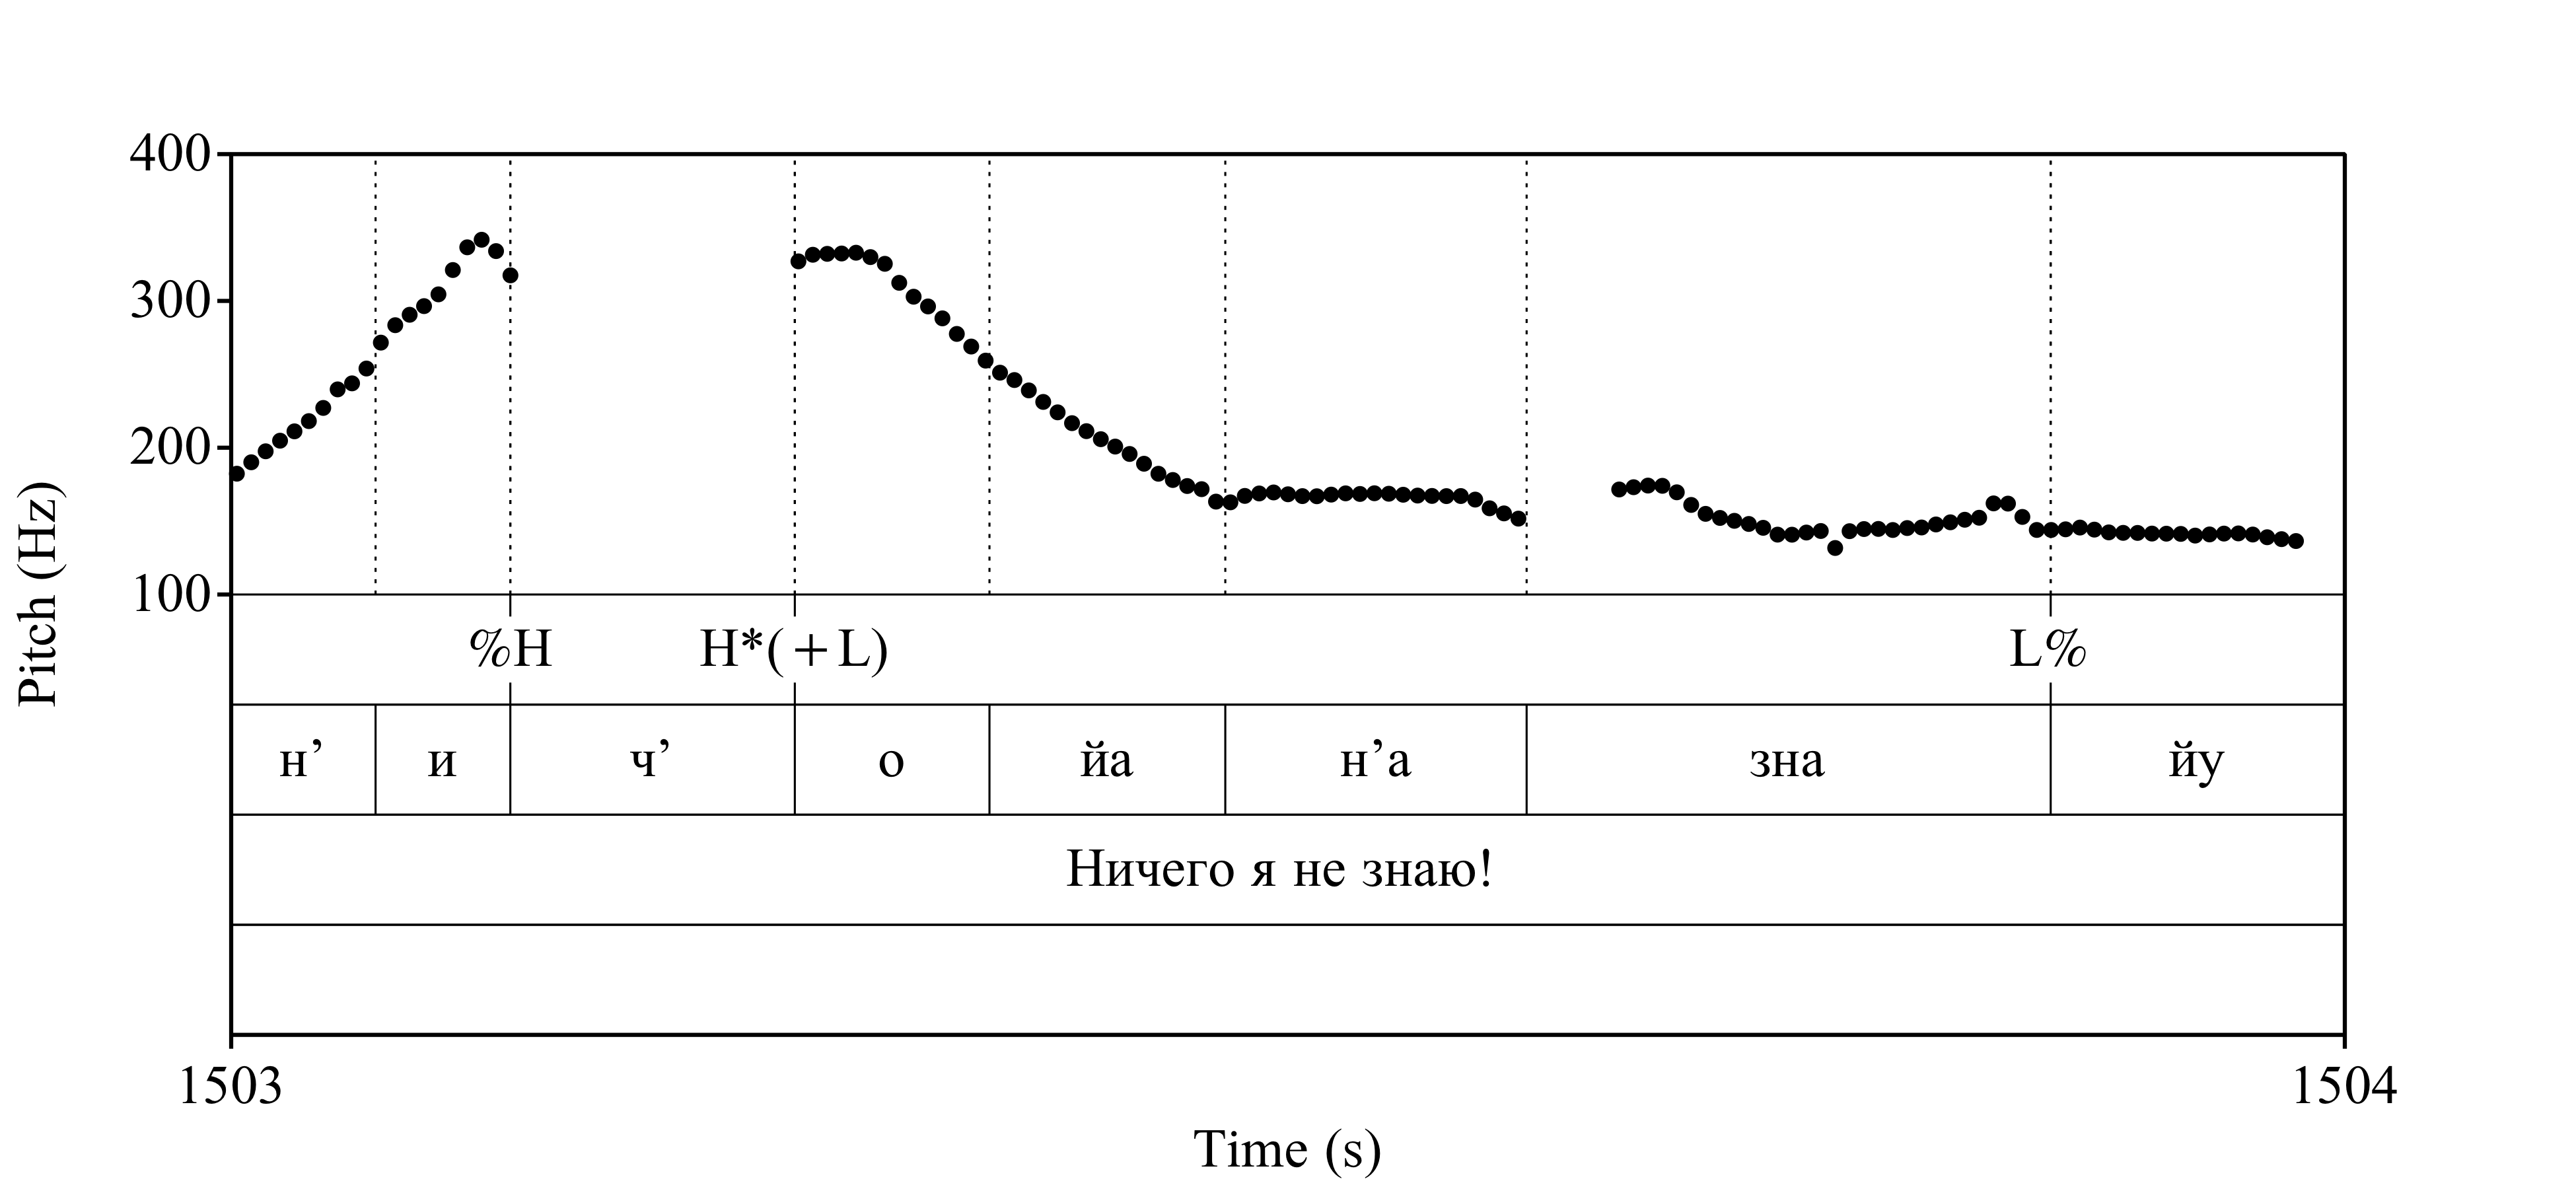 400
300
200
100
Pitch (Hz)
%H H*(+L) L%
н’ и ч’ о йа н’а зна йу
Ничего я не знаю!
1503 1504
Time (s)